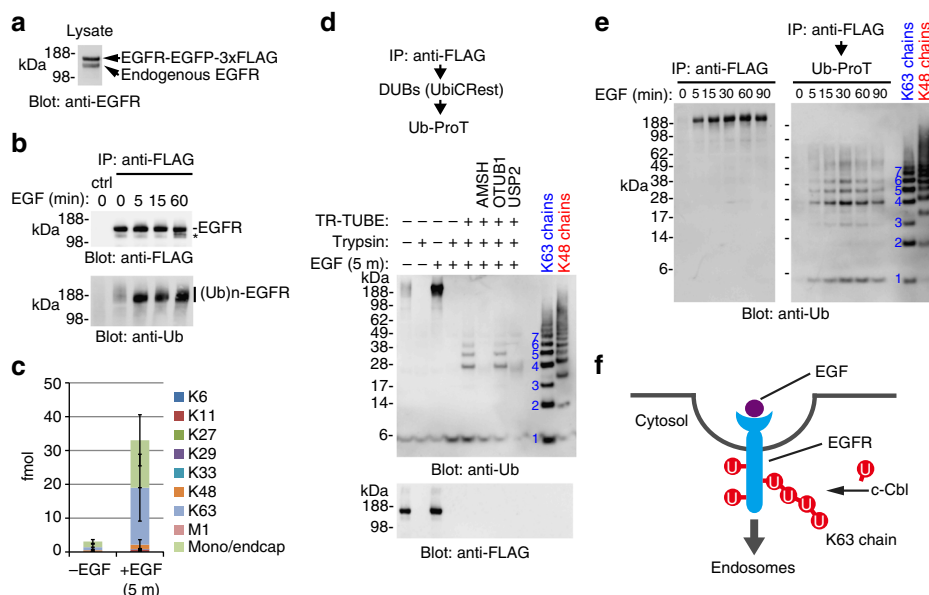 a
Lysate
188-
kDa
98-
EGFR-EGFP-3xFLAG
Endogenous EGFR
Blot: anti-EGFR
b
IP: anti-FLAG
ctrl
EGF (min): 0 0 5 15 60
kDa
188-
98-
-EGFR
*
Blot: anti-FLAG
kDa
188-
98-
(Ub)n-EGFR
Blot: anti-Ub
c
fmol
50
40
30
20
10
0
–EGF
+EGF
(5 m)
K6
K11
K27
K29
K33
K48
K63
M1
Mono/endcap
d
IP: anti-FLAG
DUBs (UbiCRest)
Ub-ProT
AMSH
OTUB1
USP2
K63 chains
K48 chains
TR-TUBE: – – – – + + + +
Trypsin: – + – + + + + +
EGF (5 m) – – + + + + + +
kDa
188-
98-
62-
49-
38-
28-
17-
14-
6-
7
6
5
4
3
2
1
Blot: anti-Ub
kDa
188-
98-
Blot: anti-FLAG
e
IP: anti-FLAG
IP: anti-FLAG
Ub-ProT
K63 chains
K48 chains
EGF (min): 0 5 15 30 60 90
0 5 15 30 60 90
188-
98-
62-
49-
38-
kDa
28-
17-
14-
6-
7
6
5
4
3
2
1
Blot: anti-Ub
f
EGF
Cytosol
EGFR
U
U
U
U
U
U
U
c-Cbl
K63 chain
Endosomes